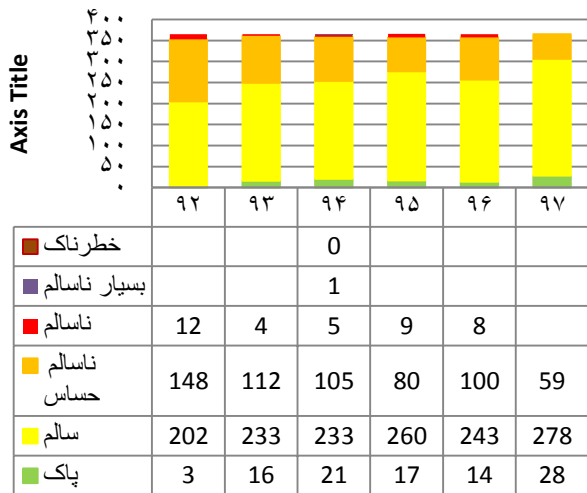 Axis Title
۴۰۰
۳۵۰
۳۰۰
۲۵۰
۲۰۰
۱۵۰
۱۰۰
۵۰
۰
۹۲ ۹۳ ۹۴ ۹۵ ۹۶ ۹۷
خطرناک 0
بسیار ناسالم 1
ناسالم 12 4 5 9 8
ناسالم
حساس 148 112 105 80 100 59
سالم 202 233 233 260 243 278
پاک 3 16 21 17 14 28